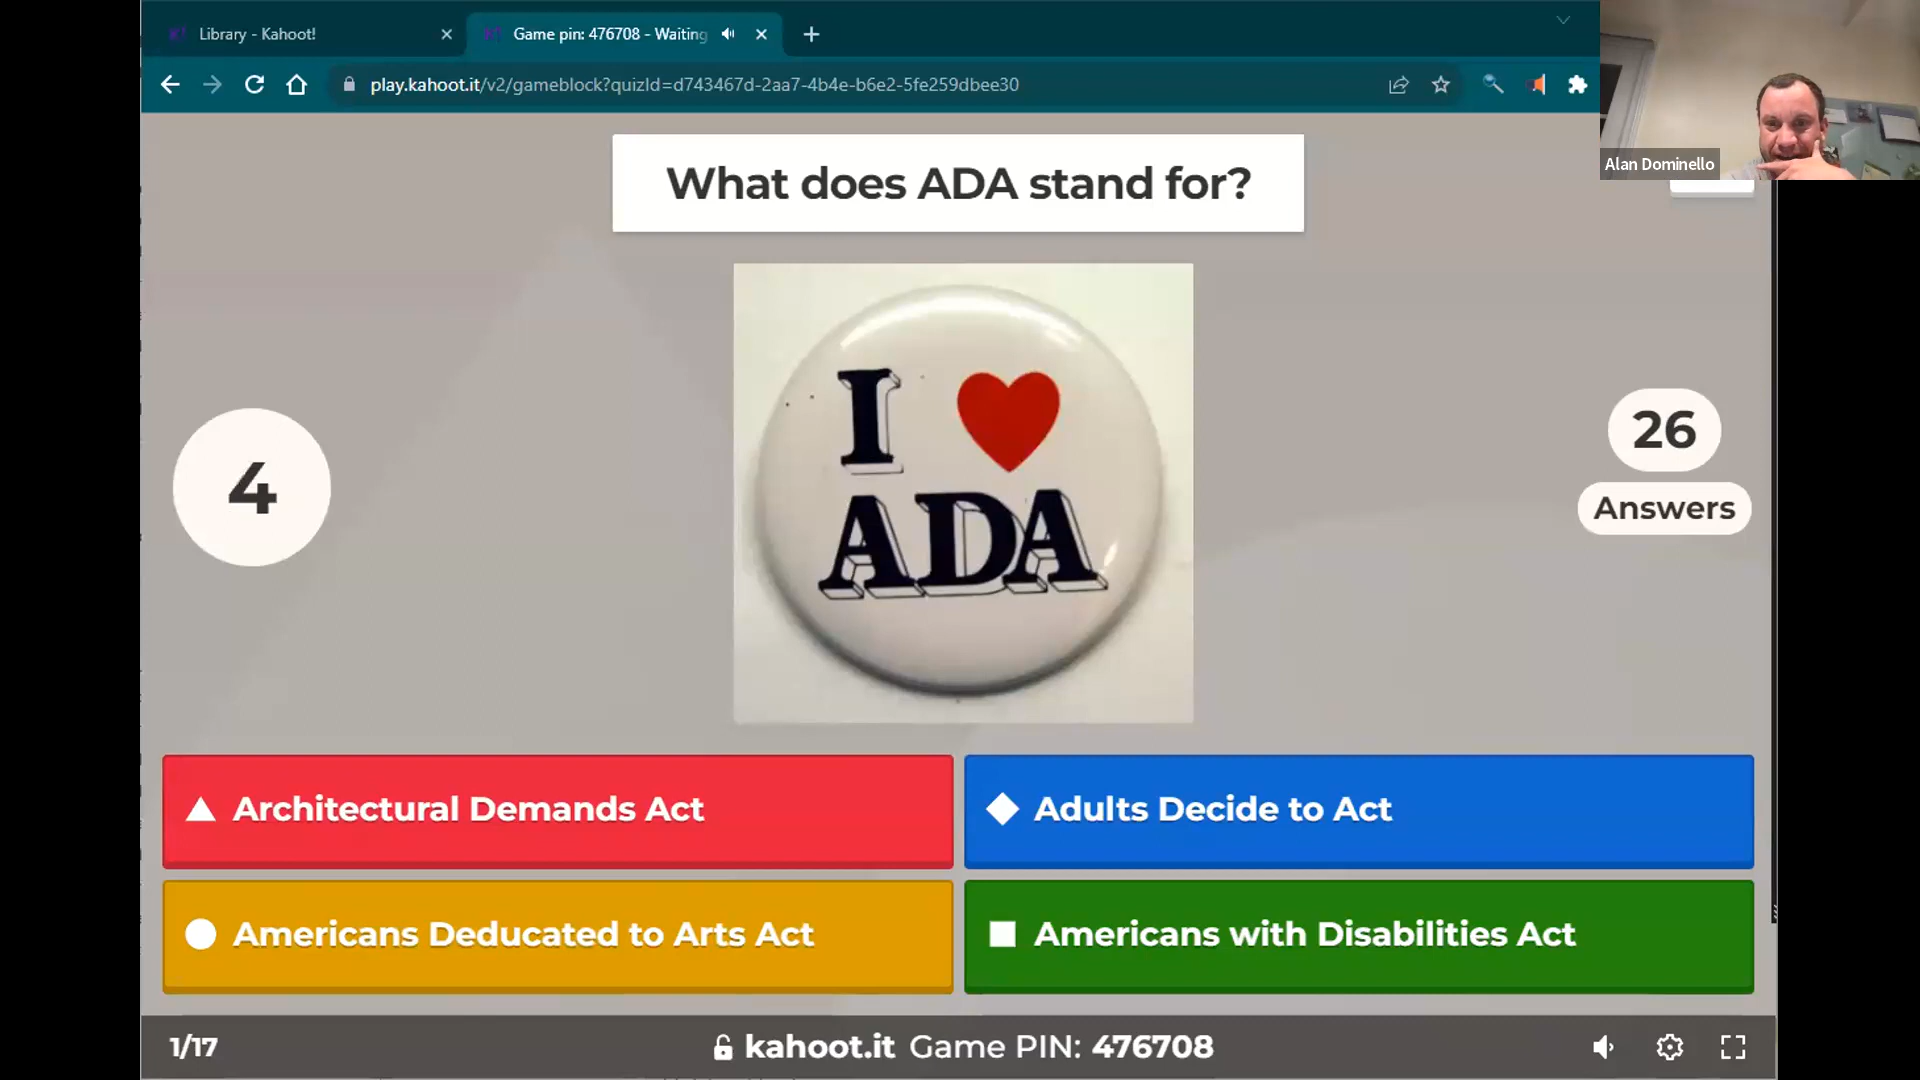 Library - Kahoot!
Game pin: 476708 - Waiting
play.kahoot.it/v2/gameblock?quizId=d743467d-2aa7-4b4e-b6e2-5fe259dbee30
Alan Dominello
What does ADA stand for?
I
ADA
4
26
Answers
Architectural Demands Act
Adults Decide to Act
Americans Deducated to Arts Act
Americans with Disabilities Act
1/17
kahoot.it Game PIN: 476708